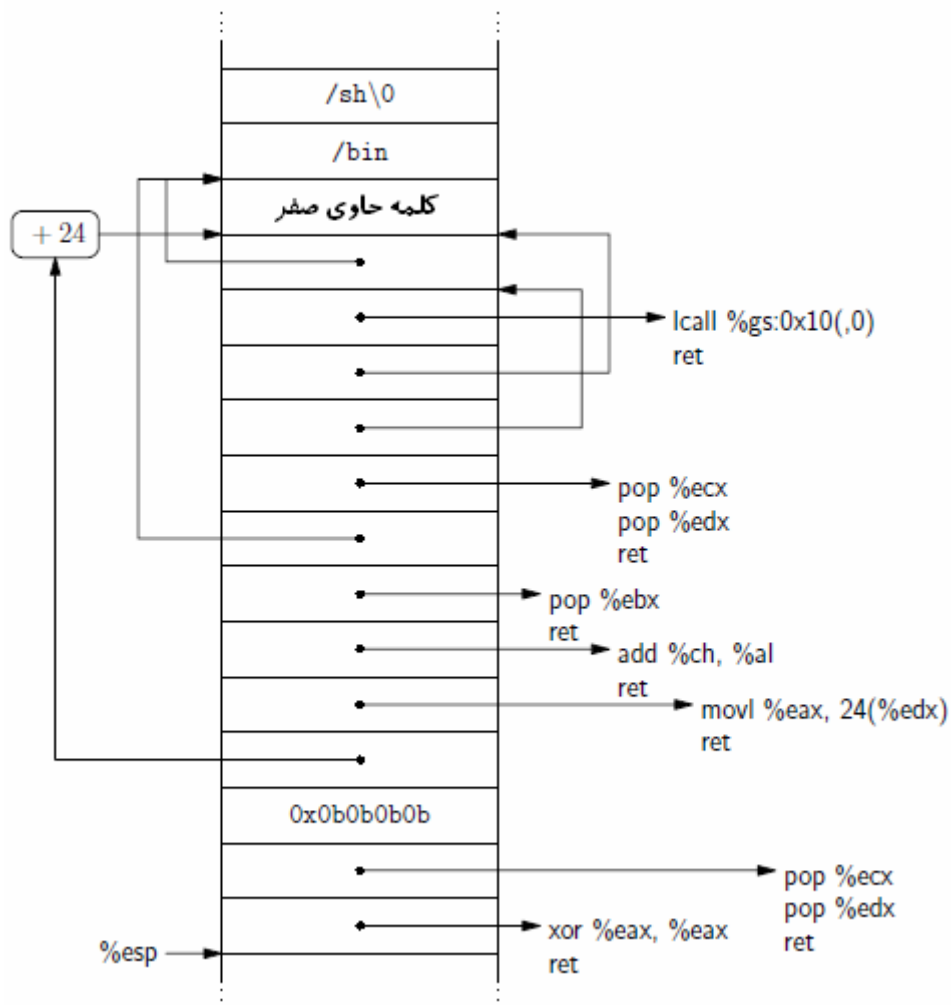 /sh\0
/bin
کلمه حاوی صفر
+ 24
lcall %gs:0x10(,0)
ret
pop %ecx
pop %edx
ret
pop %ebx
ret
add %ch, %al
ret
movl %eax, 24(%edx)
ret
0x0b0b0b0b
pop %ecx
pop %edx
ret
xor %eax, %eax
ret
%esp